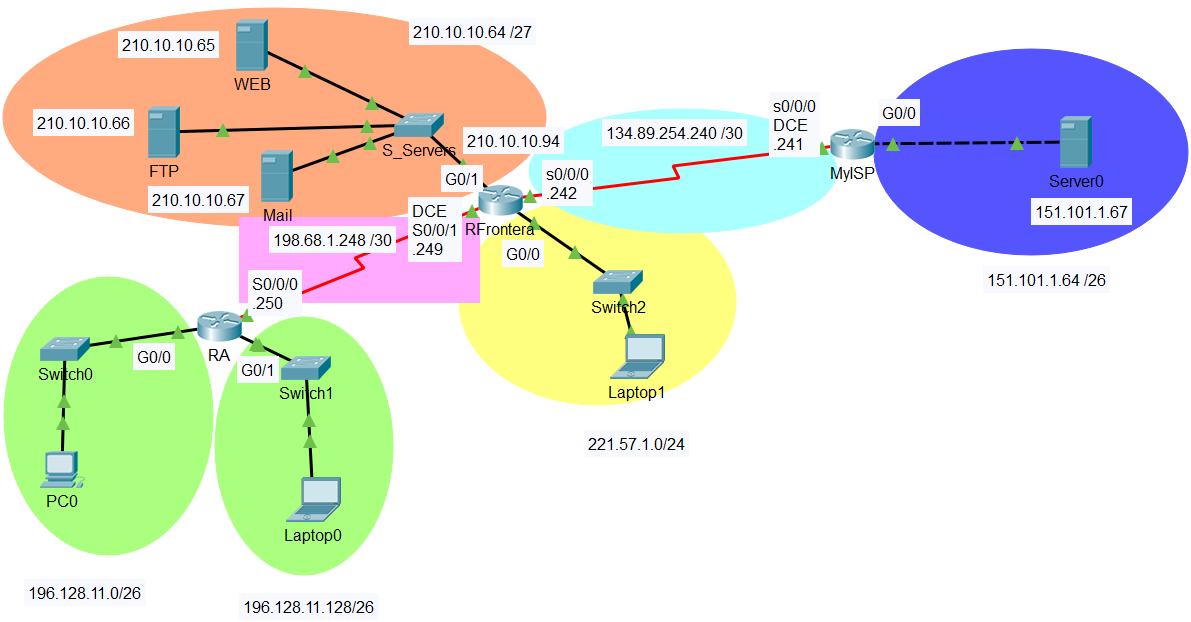 210.10.10.65
210.10.10.64 /27
WEB
210.10.10.66
FTP
S_Servers
210.10.10.94
210.10.10.67
Mail
G0/1
134.89.254.240 /30
s0/0/0
DCE
.241
G0/0
MyISP
Server0
151.101.1.67
151.101.1.64 /26
s0/0/0
.242
RFrontera
DCE
S0/0/1
.249
198.68.1.248 /30
G0/0
Switch2
Laptop1
221.57.1.0/24
S0/0/0
.250
RA
G0/0
G0/1
Switch0
Switch1
PC0
Laptop0
196.128.11.0/26
196.128.11.128/26